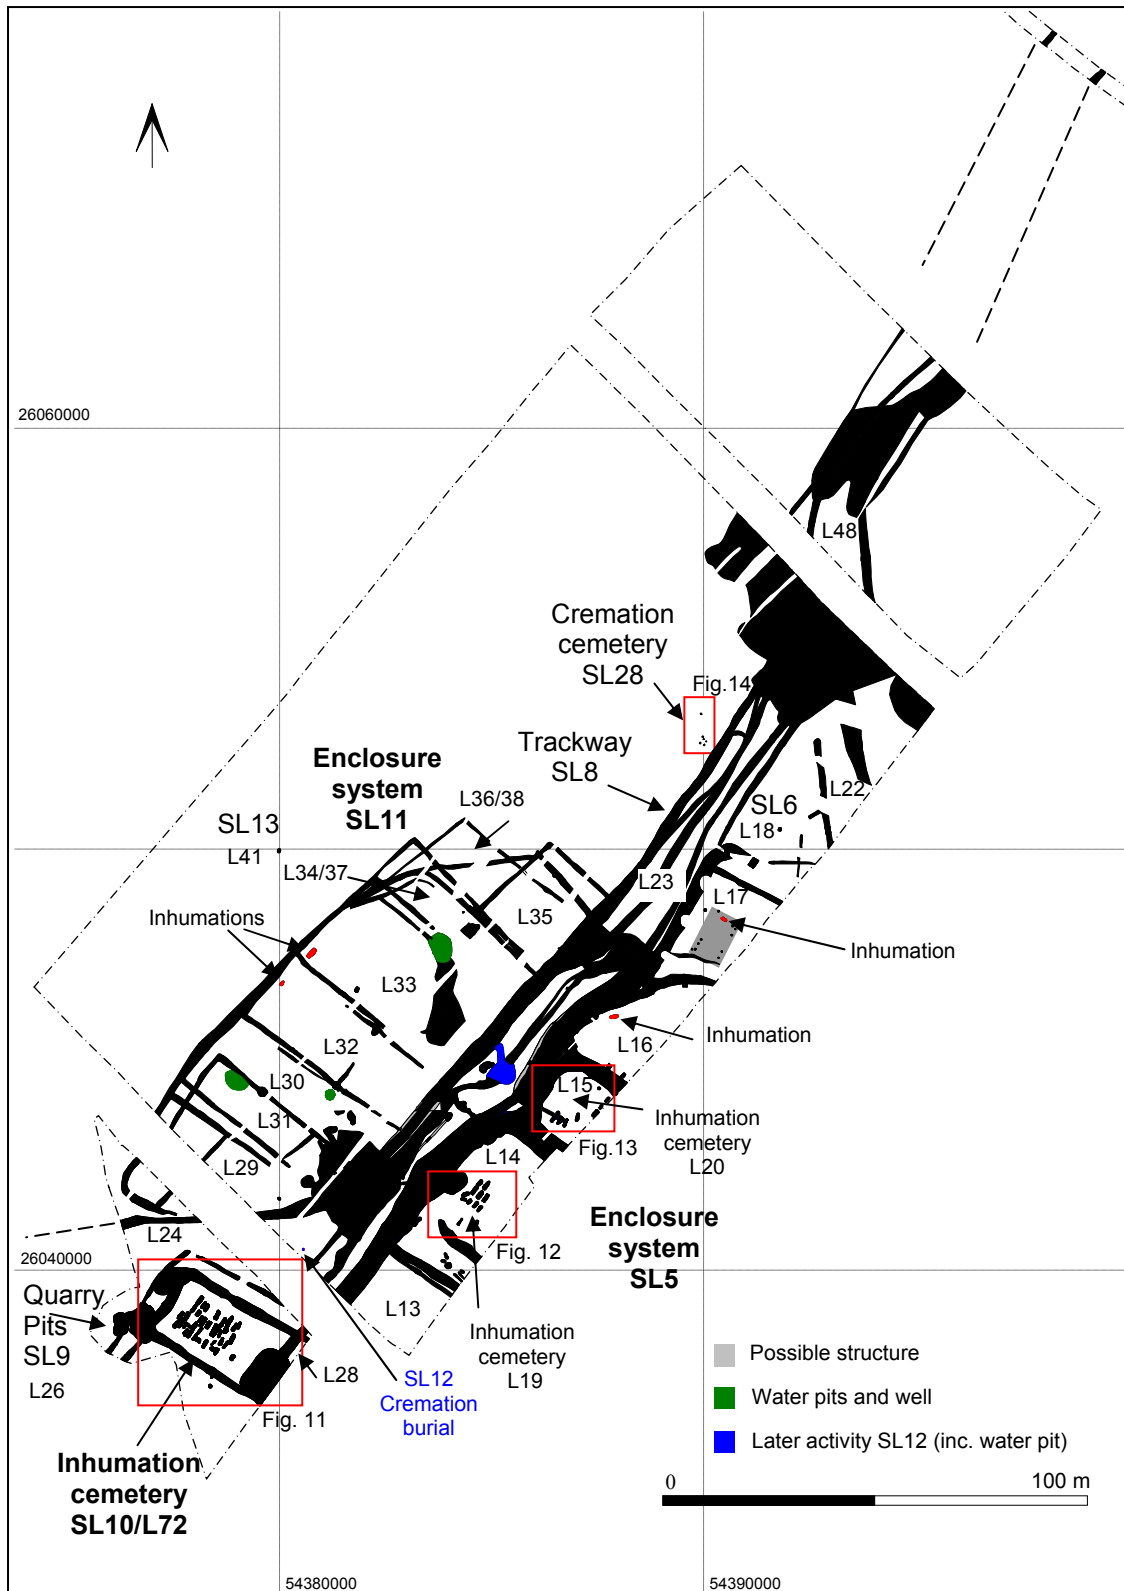 26060000
L48
Cremation
cemetery
SL28
Fig.14
Trackway
SL8
Enclosure
system
SL11
L36/38
L22
SL6
L18
SL13
L41
L34/37
L23
L17
L35
Inhumations
Inhumation
L33
Inhumation
L16
L32
L30
L15
L31
Inhumation
cemetery
L20
Fig.13
L14
L29
Enclosure
system
SL5
L24
Fig. 12
26040000
Quarry
Pits
SL9
L13
Inhumation
cemetery
L19
L28
L26
SL12
Cremation
burial
Fig. 11
Possible structure
Water pits and well
Later activity SL12 (inc. water pit)
Inhumation
cemetery
SL10/L72
0 100 m
54380000 54390000